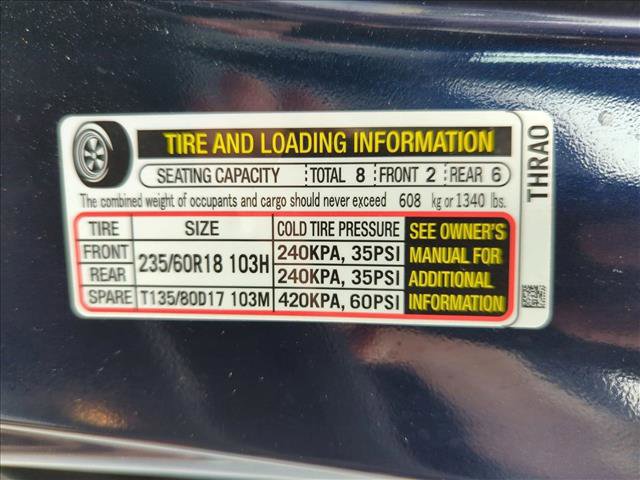 TIRE AND LOADING INFORMATION
SEATING CAPACITY TOTAL 8 FRONT 2 REAR 6
The combined weight of occupants and cargo should never exceed 608 kg or 1340 lbs.
TIRE SIZE COLD TIRE PRESSURE SEE OWNER'S
FRONT 235/60R18 103H 240KPA, 35PSI MANUAL FOR
REAR 240KPA, 35PSI ADDITIONAL
SPARE T135/80D17 103M 420KPA, 60PSI INFORMATION
THRA0